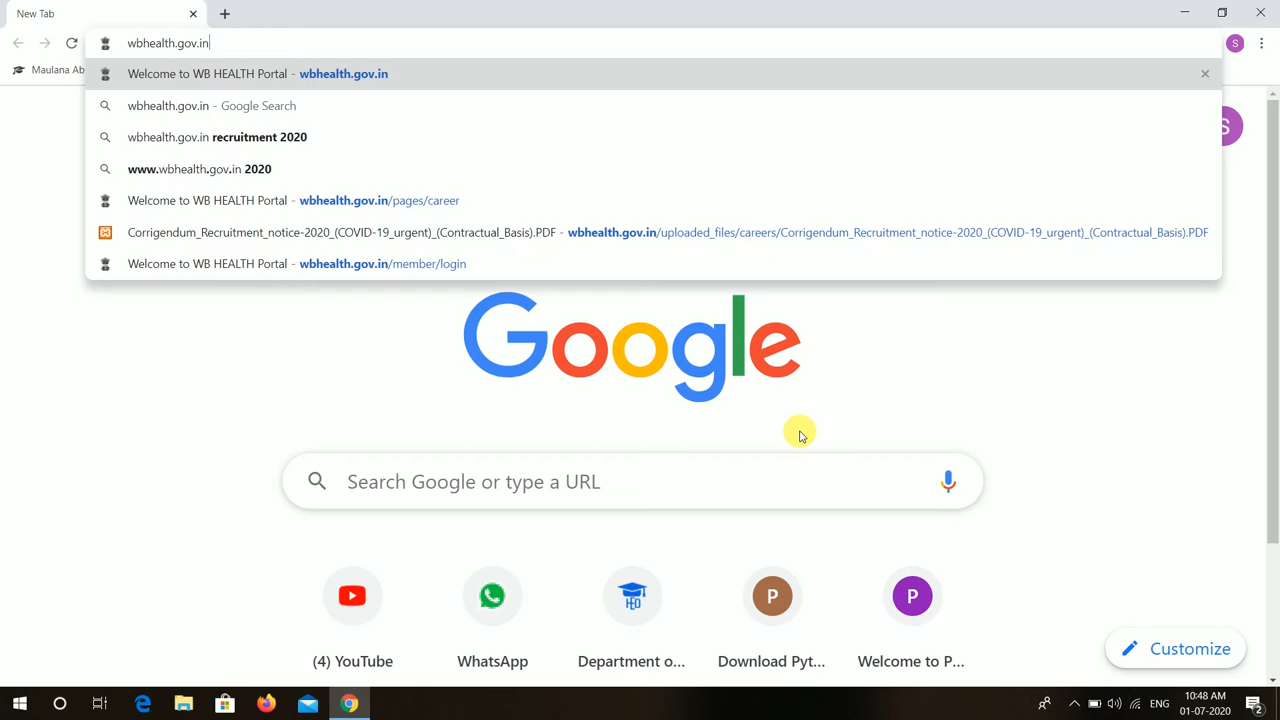 New Tab
wbhealth.gov.in
S
Maulana Ab
Welcome to WB HEALTH Portal - wbhealth.gov.in
wbhealth.gov.in - Google Search
wbhealth.gov.in recruitment 2020
www.wbhealth.gov.in 2020
Welcome to WB HEALTH Portal - wbhealth.gov.in/pages/career
Corrigendum_Recruitment_notice-2020_(COVID-19_urgent)_(Contractual_Basis).PDF - wbhealth.gov.in/uploaded_files/careers/Corrigendum_Recruitment_notice-2020_(COVID-19_urgent)_(Contractual_Basis).PDF
Welcome to WB HEALTH Portal - wbhealth.gov.in/member/login
S
Google
Search Google or type a URL
HED
P
P
(4) YouTube
WhatsApp
Department o...
Download Pyt...
Welcome to P...
Customize
ENG
10:48 AM
01-07-2020
2